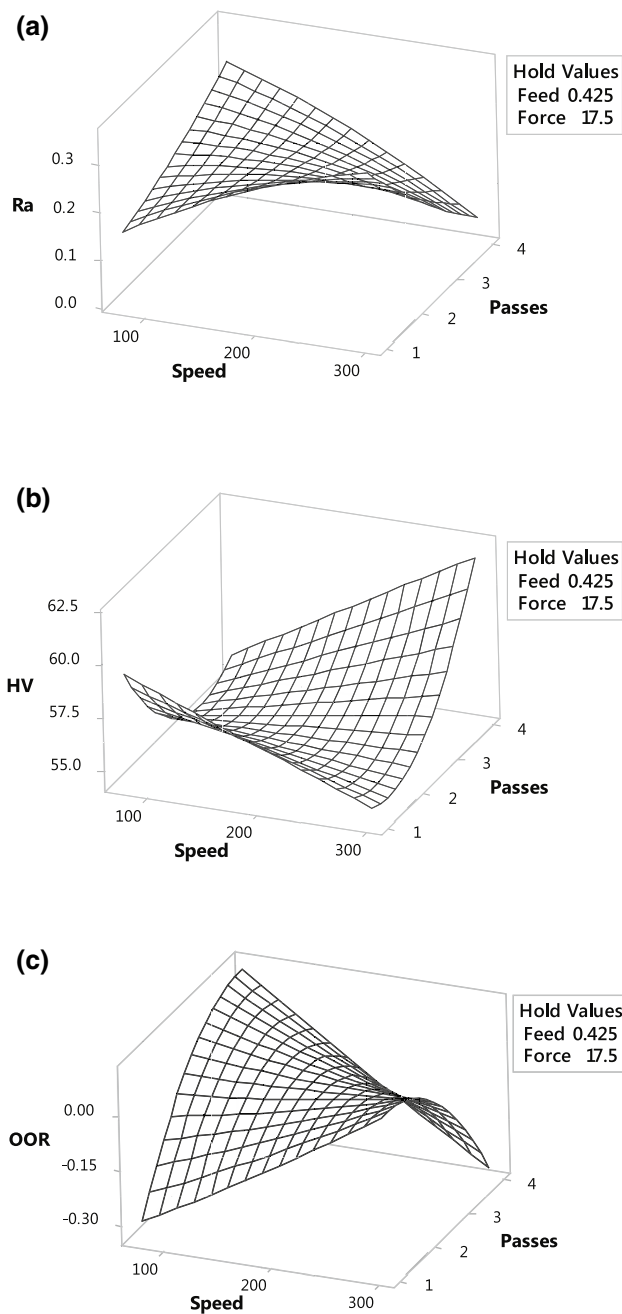 (a)
Hold Values
Feed 0.425
Force 17.5
0.3
0.2
0.1
0.0
Ra
100
200
300
Speed
1
2
3
4
Passes
(b)
Hold Values
Feed 0.425
Force 17.5
62.5
60.0
57.5
55.0
HV
100
200
300
Speed
1
2
3
4
Passes
(c)
Hold Values
Feed 0.425
Force 17.5
0.00
-0.15
-0.30
OOR
100
200
300
Speed
1
2
3
4
Passes